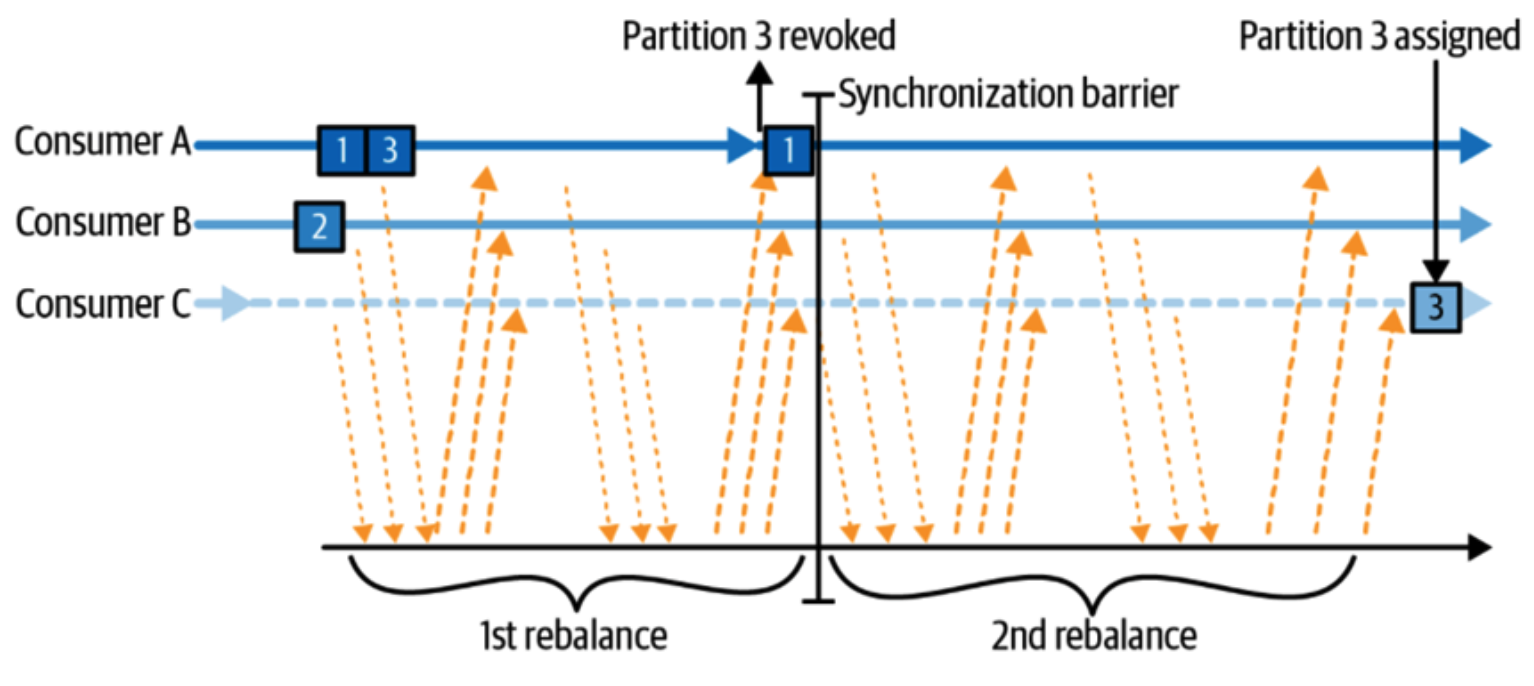 Partition 3 revoked
Partition 3 assigned
Synchronization barrier
Consumer A
1 3
1
Consumer B
2
Consumer C
3
1st rebalance
2nd rebalance